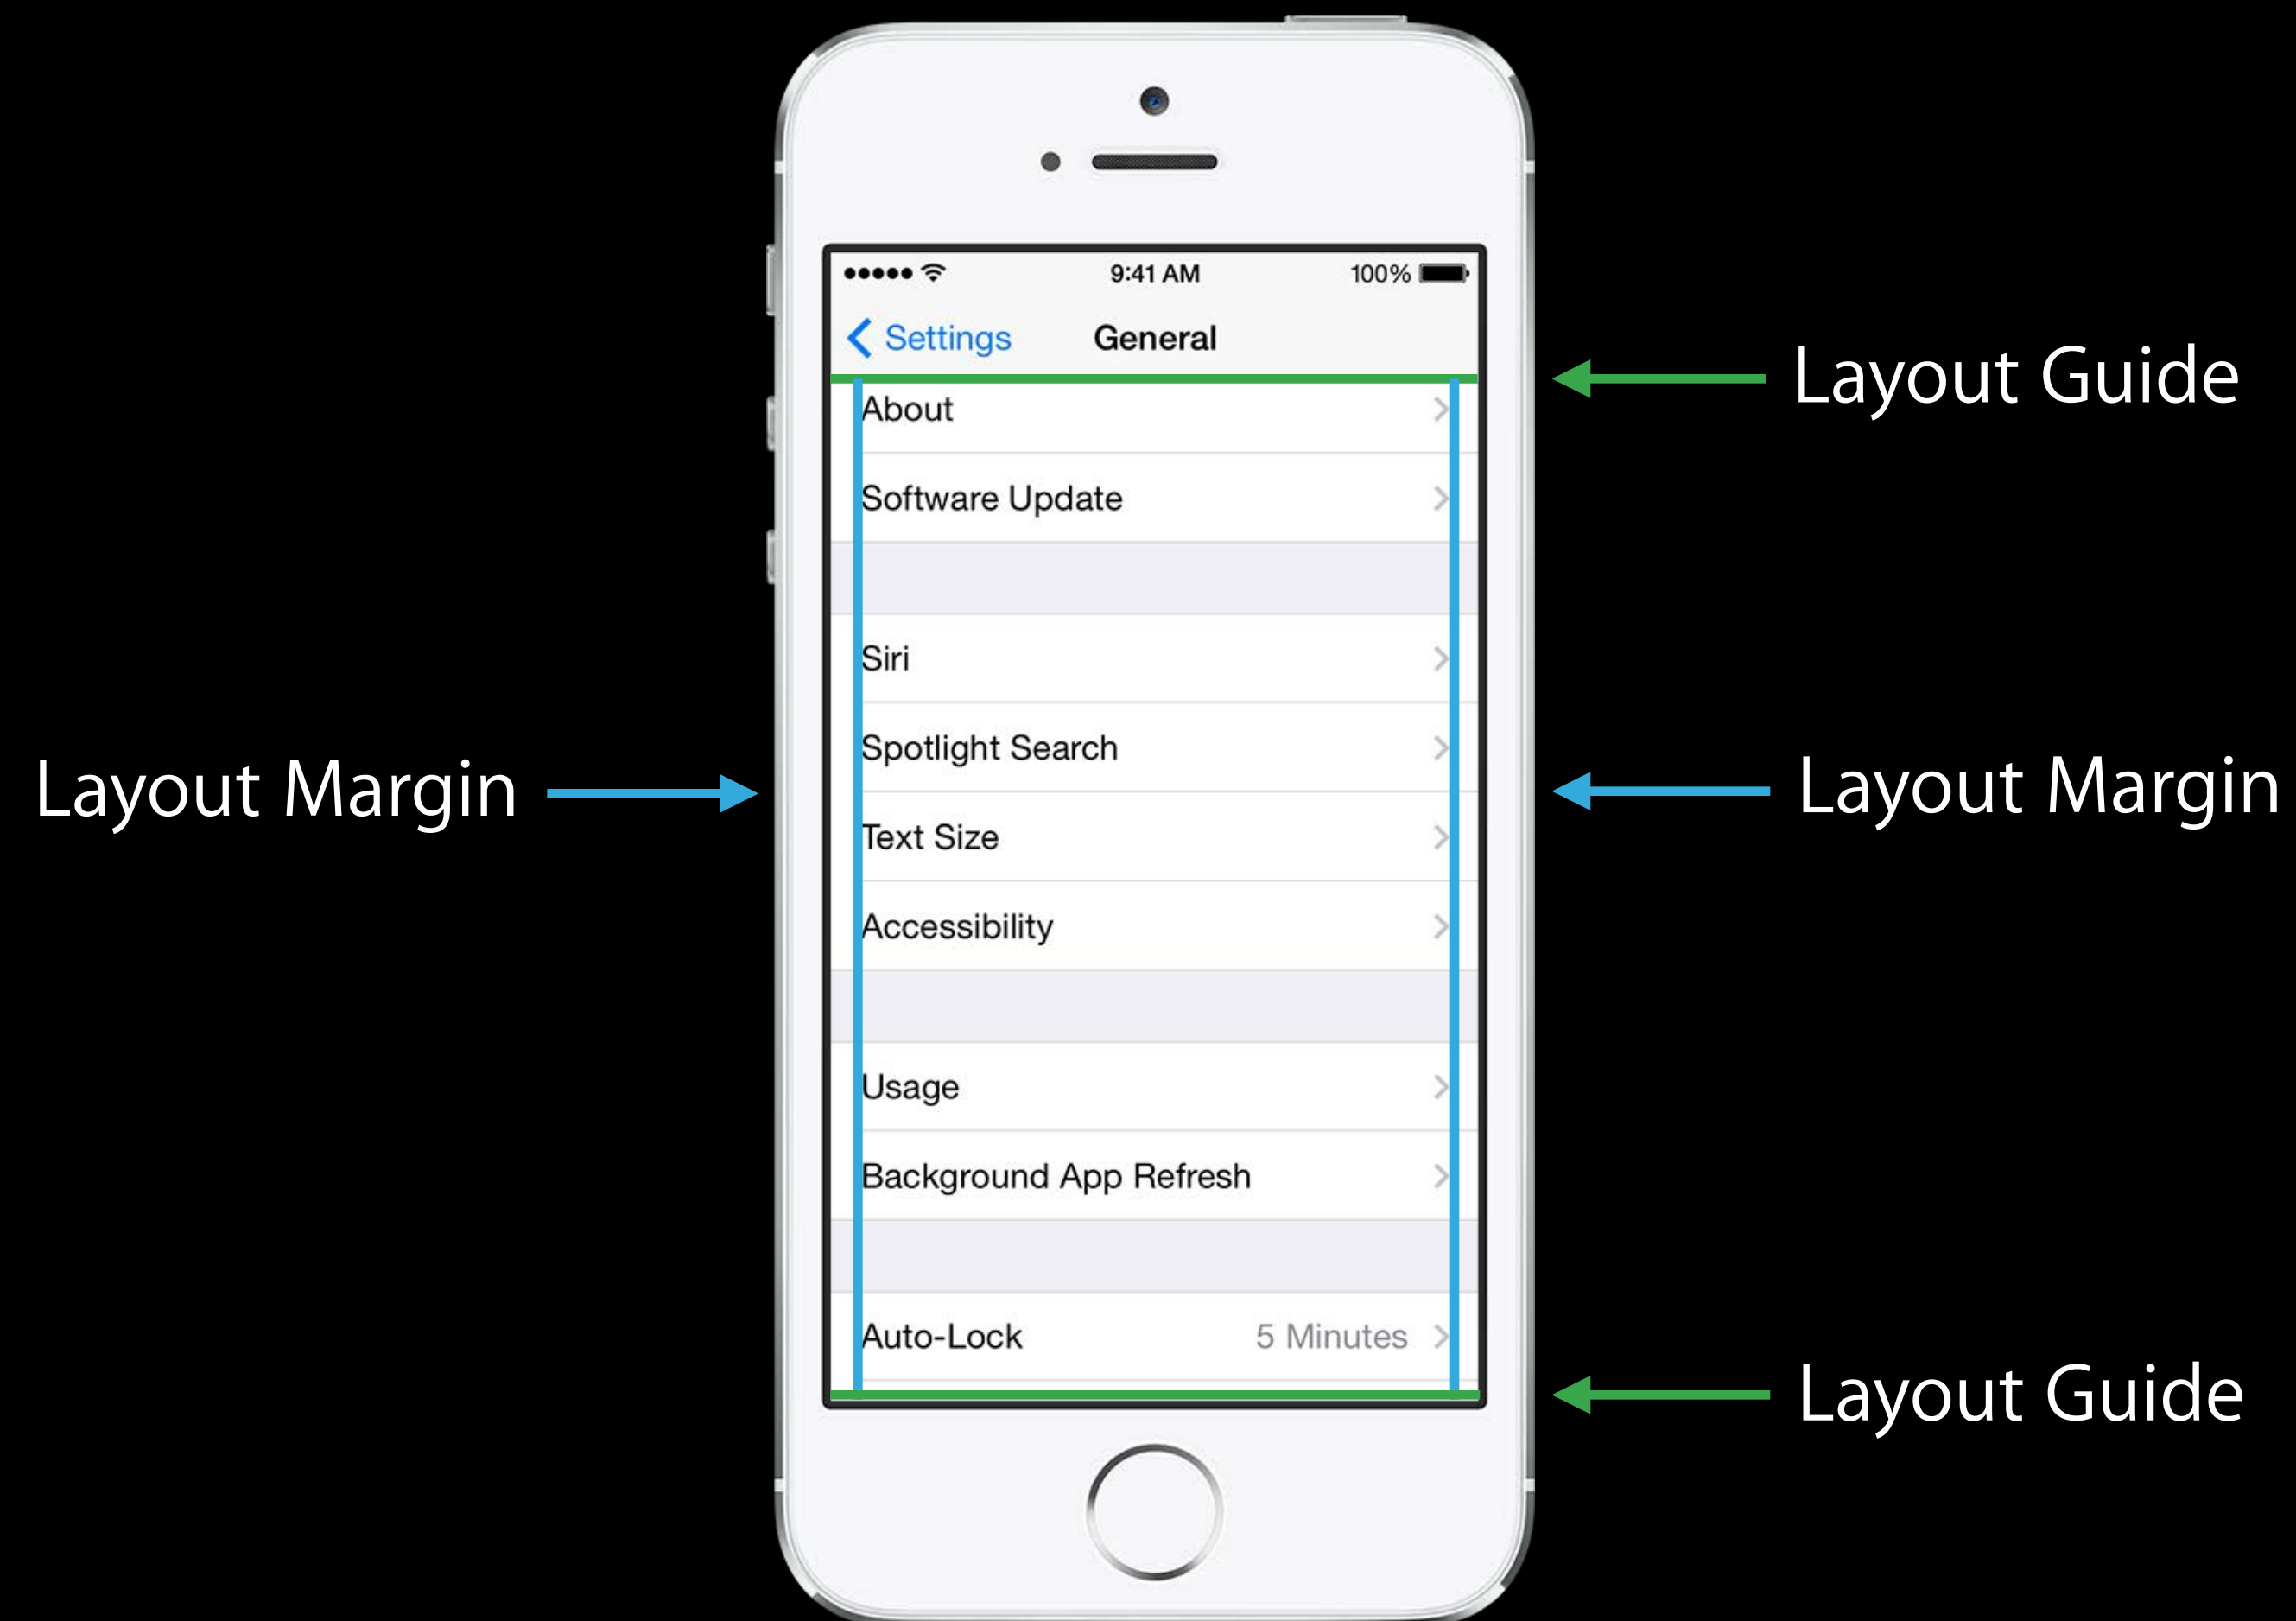 9:41 AM 100%
Settings General
Layout Guide
About
Software Update
Siri
Spotlight Search
Layout Margin
Layout Margin
Text Size
Accessibility
Usage
Background App Refresh
Auto-Lock 5 Minutes
Layout Guide